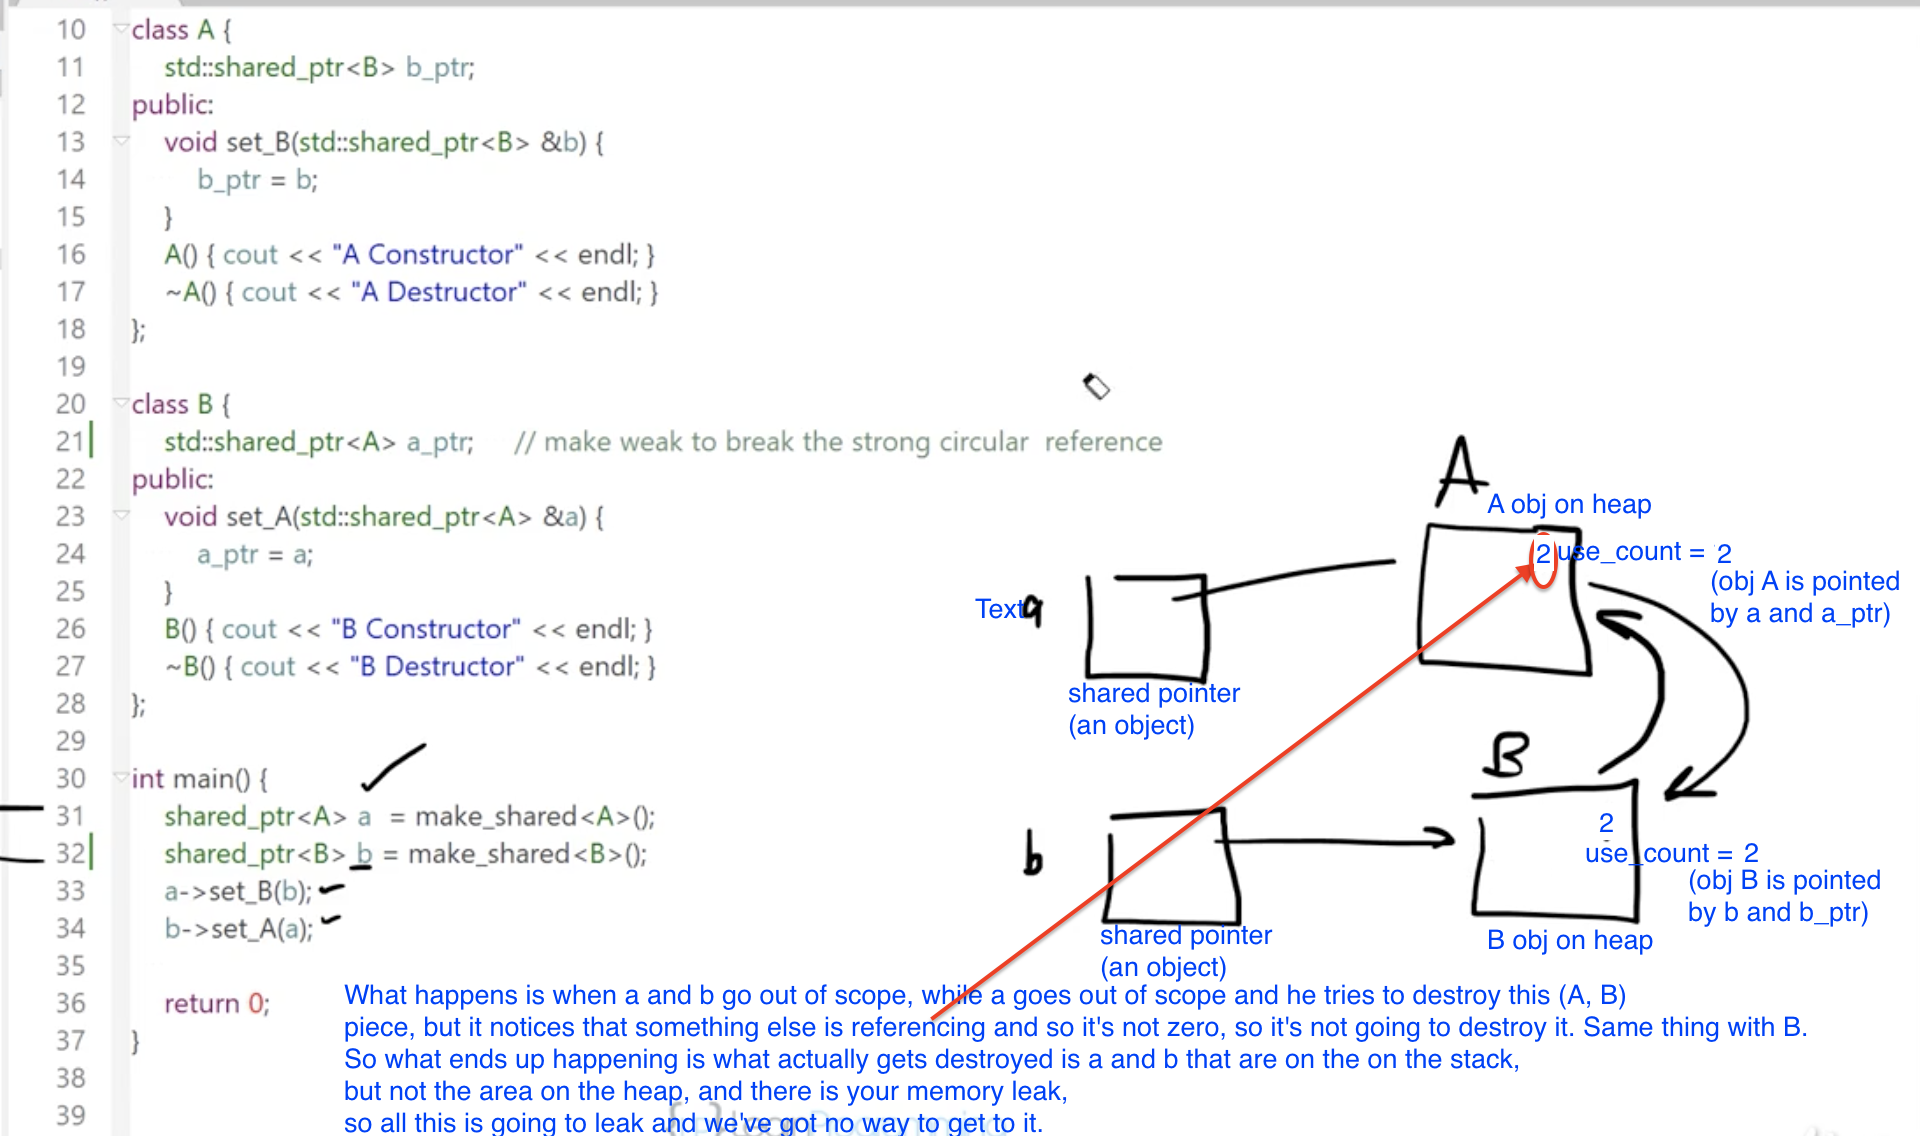 10 class A {
11 std::shared_ptr<B> b_ptr;
12 public:
13 void set_B(std::shared_ptr<B> &b) {
14 b_ptr = b;
15 }
16 A() { cout << "A Constructor" << endl; }
17 ~A() { cout << "A Destructor" << endl; }
18 };
19
20 class B {
21 std::shared_ptr<A> a_ptr; // make weak to break the strong circular reference
22 public:
23 void set_A(std::shared_ptr<A> &a) {
24 a_ptr = a;
25 }
26 B() { cout << "B Constructor" << endl; }
27 ~B() { cout << "B Destructor" << endl; }
28 };
29
30 int main() {
31 shared_ptr<A> a = make_shared<A>();
32 shared_ptr<B> b = make_shared<B>();
33 a->set_B(b);
34 b->set_A(a);
35
36 return 0;
37 }
38
39
A
A obj on heap
2 use_count = 2
(obj A is pointed
by a and a_ptr)
Text a
shared pointer
(an object)
B
2
use_count = 2
(obj B is pointed
by b and b_ptr)
B obj on heap
b
shared pointer
(an object)
What happens is when a and b go out of scope, while a goes out of scope and he tries to destroy this (A, B)
piece, but it notices that something else is referencing and so it's not zero, so it's not going to destroy it. Same thing with B.
So what ends up happening is what actually gets destroyed is a and b that are on the on the stack,
but not the area on the heap, and there is your memory leak,
so all this is going to leak and we've got no way to get to it.